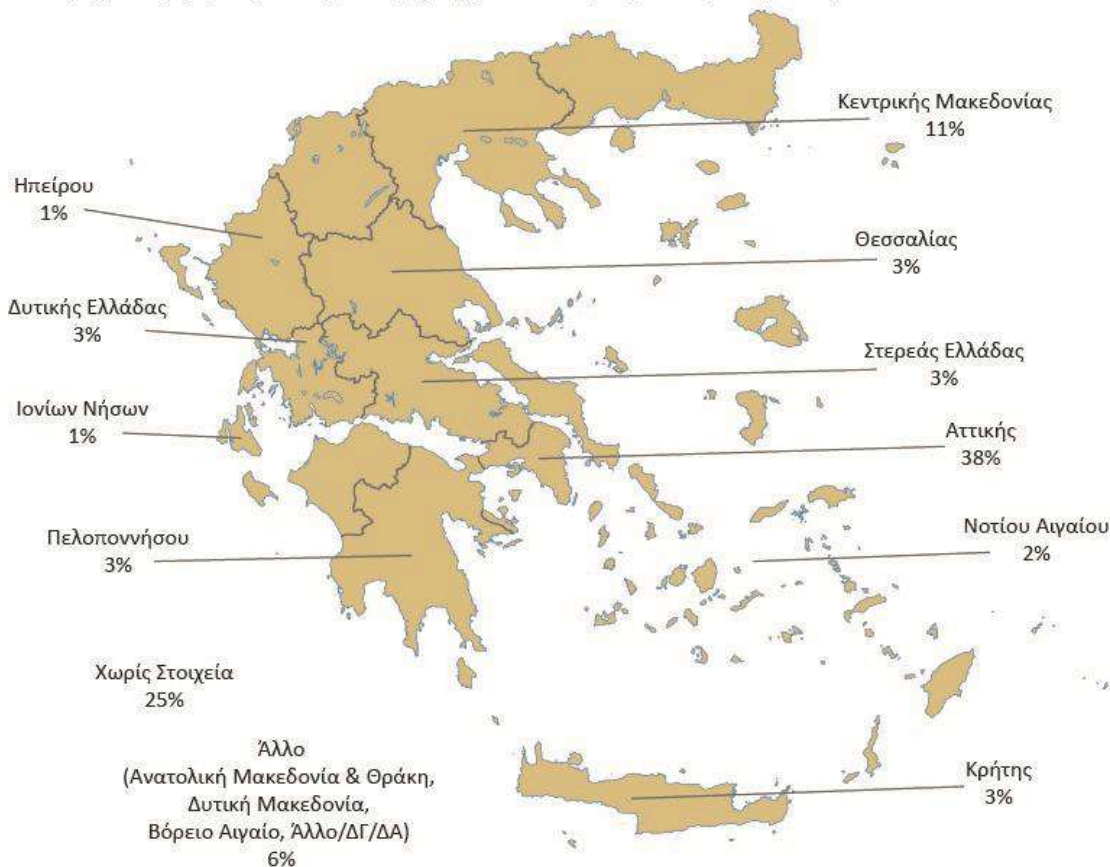 Κεντρικής Μακεδονίας
11%
Ηπείρου
1%
Θεσσαλίας
3%
Δυτικής Ελλάδας
3%
Στερεάς Ελλάδας
3%
Ιονίων Νήσων
1%
Αττικής
38%
Νοτίου Αιγαίου
2%
Πελοποννήσου
3%
Χωρίς Στοιχεία
25%
Άλλο
(Ανατολική Μακεδονία & Θράκη,
Δυτική Μακεδονία,
Βόρειο Αιγαίο, Άλλο/ΔΓ/ΔΑ)
6%
Κρήτης
3%